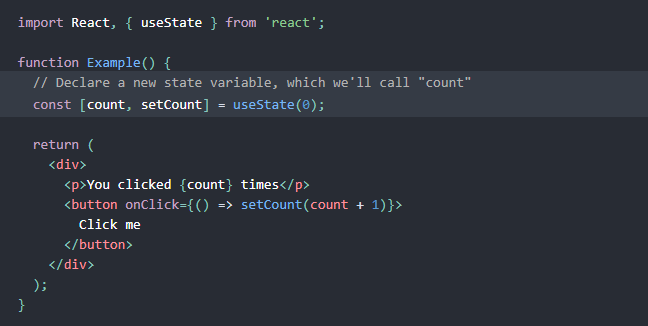 import React, { useState } from 'react';

function Example() {
  // Declare a new state variable, which we'll call "count"
  const [count, setCount] = useState(0);

  return (
    <div>
      <p>You clicked {count} times</p>
      <button onClick={() => setCount(count + 1)}>
        Click me
      </button>
    </div>
  );
}